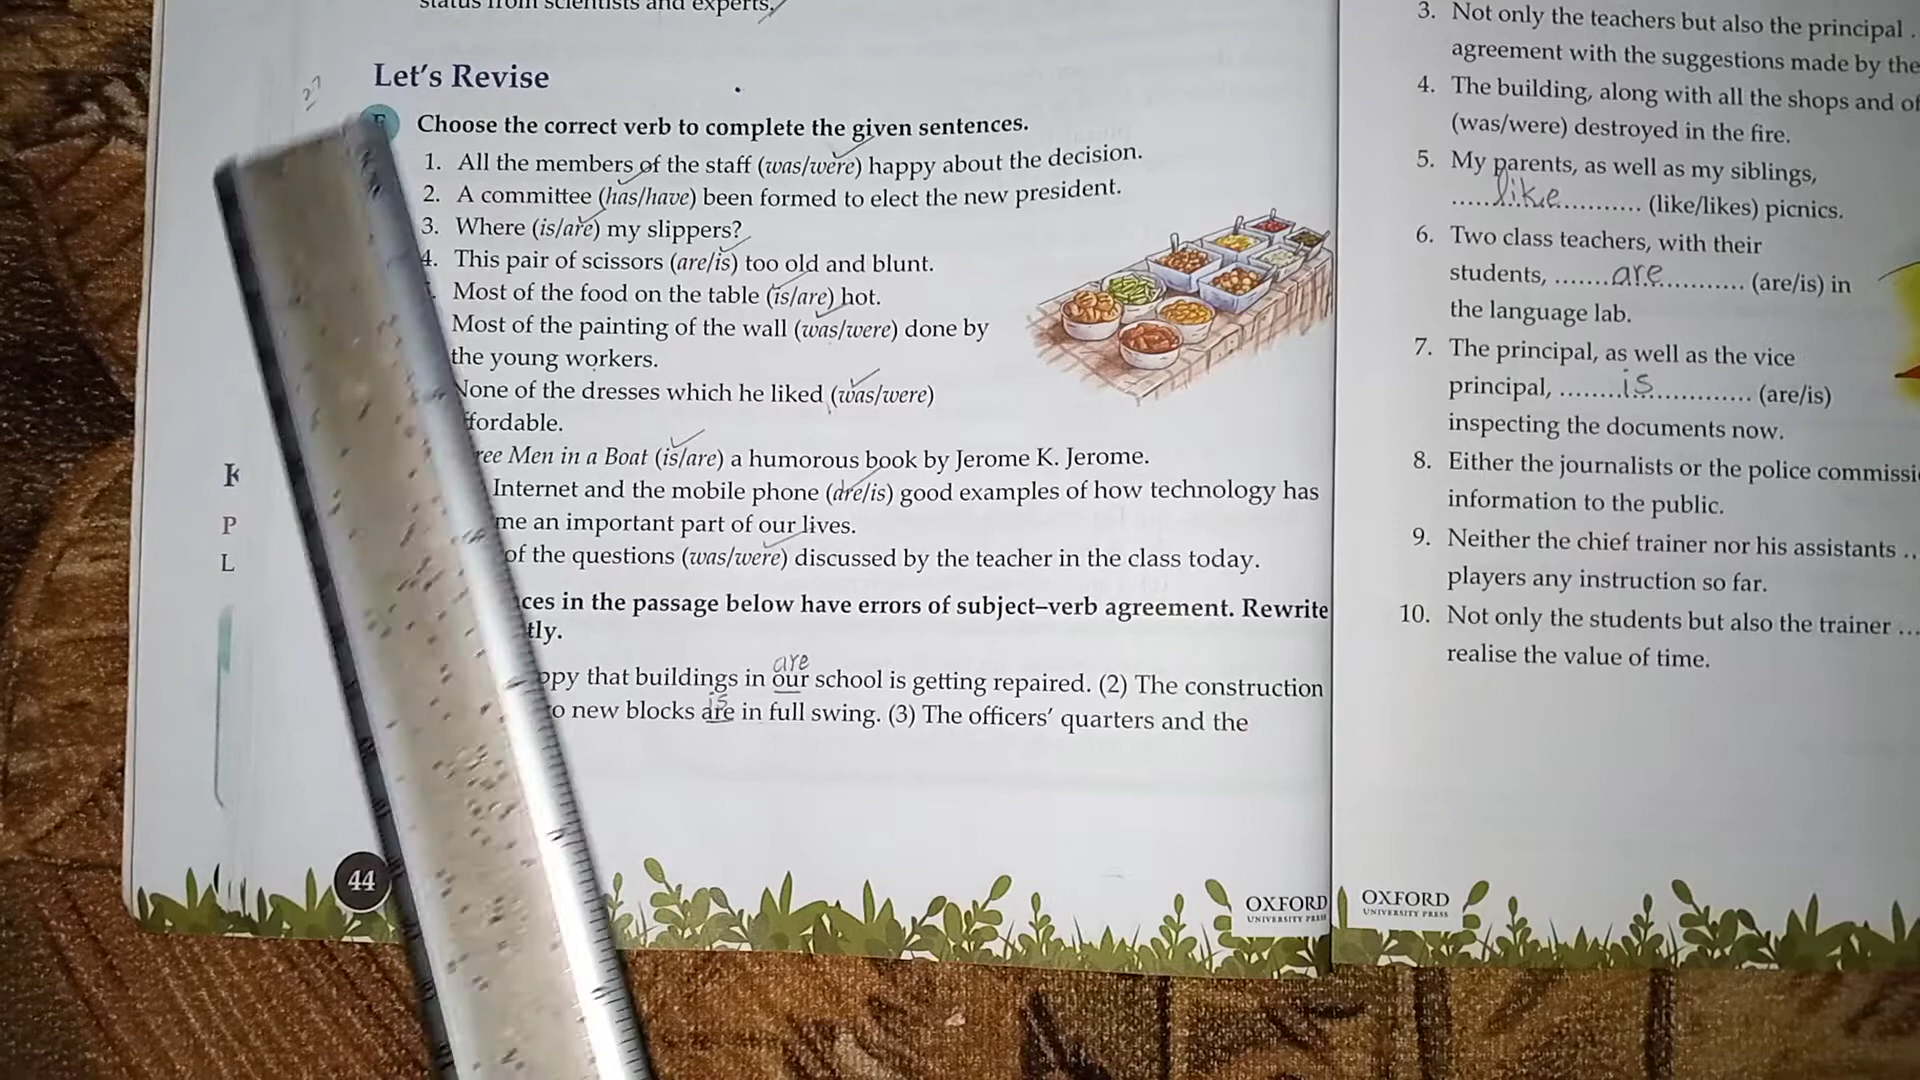 status from scientists and experts.
27
Let's Revise
Choose the correct verb to complete the given sentences.
1. All the members of the staff (was/were) happy about the decision.
2. A committee (has/have) been formed to elect the new president.
3. Where (is/are) my slippers?
4. This pair of scissors (are/is) too old and blunt.
Most of the food on the table (is/are) hot.
Most of the painting of the wall (was/were) done by
the young workers.
None of the dresses which he liked (was/were)
fordable.
ree Men in a Boat (is/are) a humorous book by Jerome K. Jerome.
Internet and the mobile phone (are/is) good examples of how technology has
me an important part of our lives.
of the questions (was/were) discussed by the teacher in the class today.
ces in the passage below have errors of subject–verb agreement. Rewrite
tly.
are
ppy that buildings in our school is getting repaired. (2) The construction
is
o new blocks are in full swing. (3) The officers' quarters and the
P
L
44
OXFORD
UNIVERSITY PRESS
3. Not only the teachers but also the principal .
agreement with the suggestions made by the
4. The building, along with all the shops and of
(was/were) destroyed in the fire.
5. My parents, as well as my siblings,
.....like........... (like/likes) picnics.
6. Two class teachers, with their
students, .......are............ (are/is) in
the language lab.
7. The principal, as well as the vice
principal, ........is............... (are/is)
inspecting the documents now.
8. Either the journalists or the police commissi
information to the public.
9. Neither the chief trainer nor his assistants ..
players any instruction so far.
10. Not only the students but also the trainer ...
realise the value of time.
OXFORD
UNIVERSITY PRESS